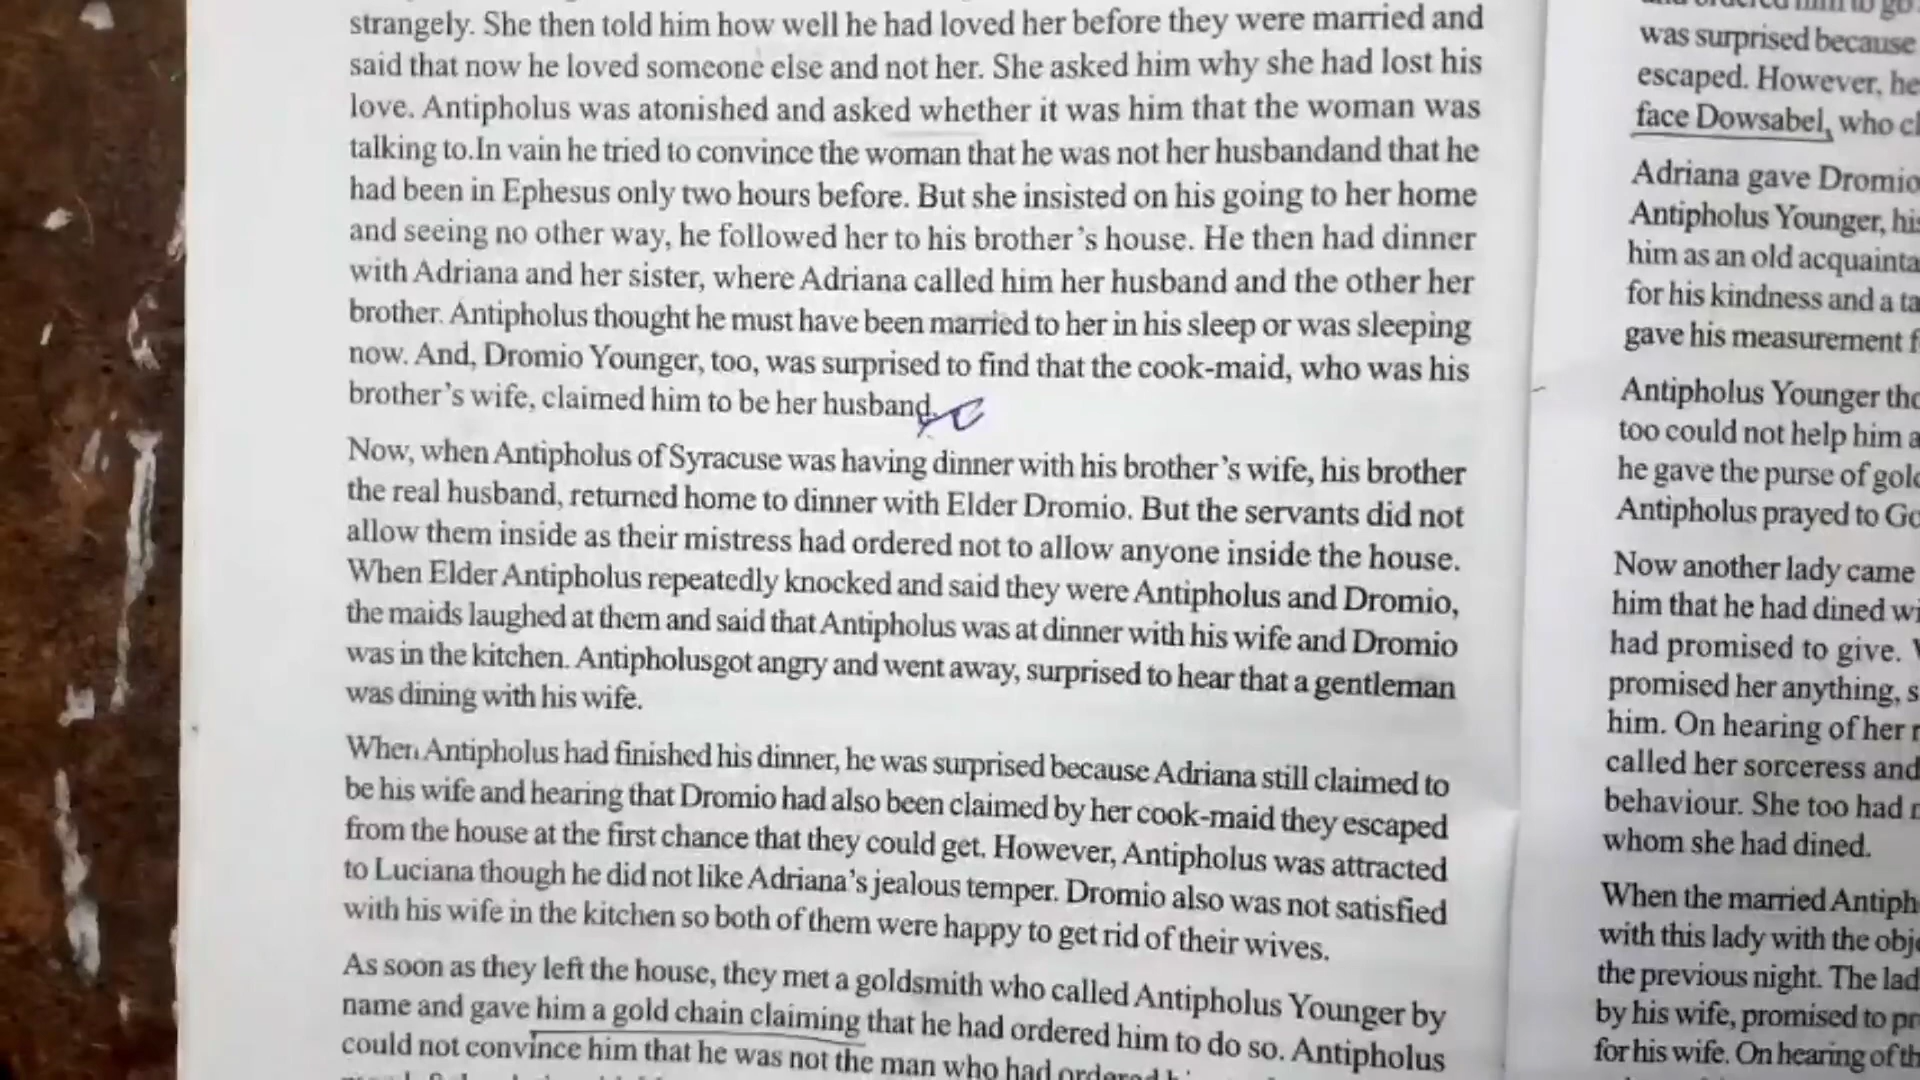 strangely. She then told him how well he had loved her before they were married and
said that now he loved someone else and not her. She asked him why she had lost his
love. Antipholus was atonished and asked whether it was him that the woman was
talking to.In vain he tried to convince the woman that he was not her husbandand that he
had been in Ephesus only two hours before. But she insisted on his going to her home
and seeing no other way, he followed her to his brother's house. He then had dinner
with Adriana and her sister, where Adriana called him her husband and the other her
brother. Antipholus thought he must have been married to her in his sleep or was sleeping
now. And, Dromio Younger, too, was surprised to find that the cook-maid, who was his
brother's wife, claimed him to be her husband.
Now, when Antipholus of Syracuse was having dinner with his brother's wife, his brother
the real husband, returned home to dinner with Elder Dromio. But the servants did not
allow them inside as their mistress had ordered not to allow anyone inside the house.
When Elder Antipholus repeatedly knocked and said they were Antipholus and Dromio,
the maids laughed at them and said that Antipholus was at dinner with his wife and Dromio
was in the kitchen. Antipholusgot angry and went away, surprised to hear that a gentleman
was dining with his wife.
When Antipholus had finished his dinner, he was surprised because Adriana still claimed to
be his wife and hearing that Dromio had also been claimed by her cook-maid they escaped
from the house at the first chance that they could get. However, Antipholus was attracted
to Luciana though he did not like Adriana's jealous temper. Dromio also was not satisfied
with his wife in the kitchen so both of them were happy to get rid of their wives.
As soon as they left the house, they met a goldsmith who called Antipholus Younger by
name and gave him a gold chain claiming that he had ordered him to do so. Antipholus
could not convince him that he was not the man who had ordered
was surprised because
escaped. However, he
face Dowsabel, who
Adriana gave Dromio
Antipholus Younger, his
him as an old
for his kindness and a
gave his measurement
Antipholus Younger
too could not help him
he gave the purse of
Antipholus prayed to
Now another lady came
him that he had dined
had promised to give.
promised her anything,
him. On hearing of her
called her sorceress and
behaviour. She too had
whom she had dined.
When the married
with this lady with the
the previous night. The
by his wife, promised to
for his wife. On hearing of